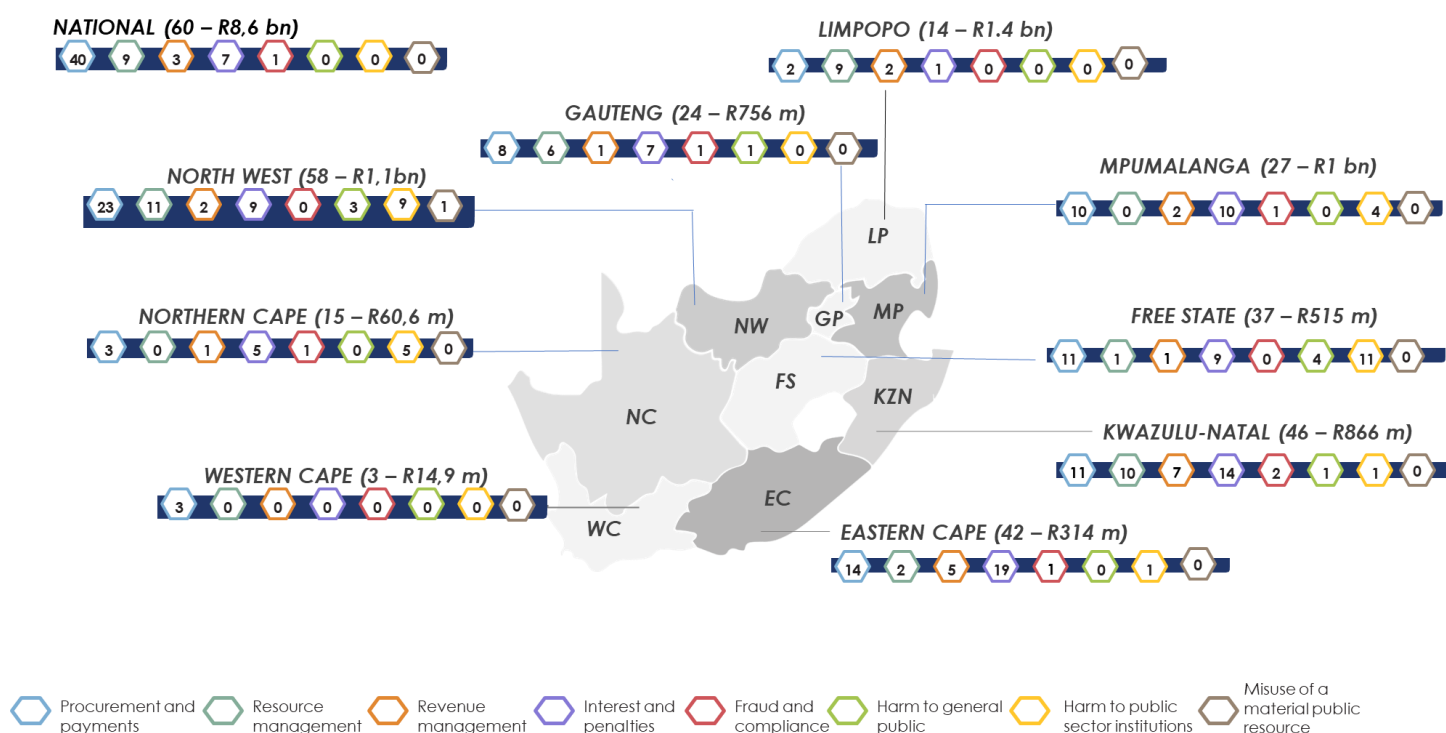 NATIONAL (60 – R8,6 bn)
40 9 3 7 1 0 0 0
LIMPOPO (14 – R1.4 bn)
2 9 2 1 0 0 0 0
GAUTENG (24 – R756 m)
8 6 1 7 1 1 0 0
NORTH WEST (58 – R1,1bn)
23 11 2 9 0 3 9 1
MPUMALANGA (27 – R1 bn)
10 0 2 10 1 0 4 0
NORTHERN CAPE (15 – R60,6 m)
3 0 1 5 1 0 5 0
FREE STATE (37 – R515 m)
11 1 1 9 0 4 11 0
KWAZULU-NATAL (46 – R866 m)
11 10 7 14 2 1 1 0
WESTERN CAPE (3 – R14,9 m)
3 0 0 0 0 0 0 0
EASTERN CAPE (42 – R314 m)
14 2 5 19 1 0 1 0
LP
NW
GP
MP
FS
KZN
NC
EC
WC
Procurement and
payments
Resource
management
Revenue
management
Interest and
penalties
Fraud and
compliance
Harm to general
public
Harm to public
sector institutions
Misuse of a
material public
resource